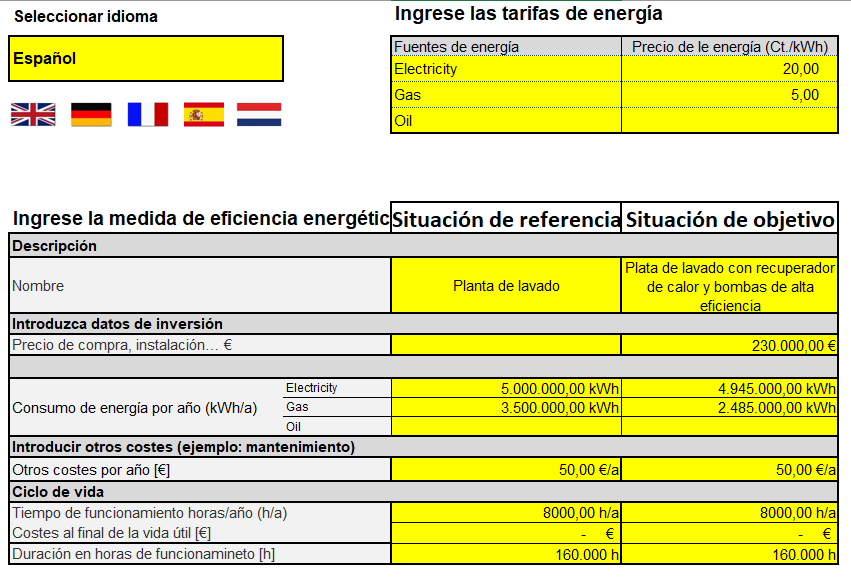 Seleccionar idioma
Ingrese las tarifas de energía
Español
Fuentes de energía Precio de le energía (Ct./kWh)
Electricity 20,00
Gas 5,00
Oil
Ingrese la medida de eficiencia energétic Situación de referencia Situación de objetivo
Descripción
Nombre Planta de lavado Plata de lavado con recuperador
de calor y bombas de alta
eficiencia
Introduzca datos de inversión
Precio de compra, instalación… € 230.000,00 €
Consumo de energía por año (kWh/a)
Electricity 5.000.000,00 kWh 4.945.000,00 kWh
Gas 3.500.000,00 kWh 2.485.000,00 kWh
Oil
Introducir otros costes (ejemplo: mantenimiento)
Otros costes por año [€] 50,00 €/a 50,00 €/a
Ciclo de vida
Tiempo de funcionamiento horas/año (h/a) 8000,00 h/a 8000,00 h/a
Costes al final de la vida útil [€] - € - €
Duración en horas de funcionamineto [h] 160.000 h 160.000 h